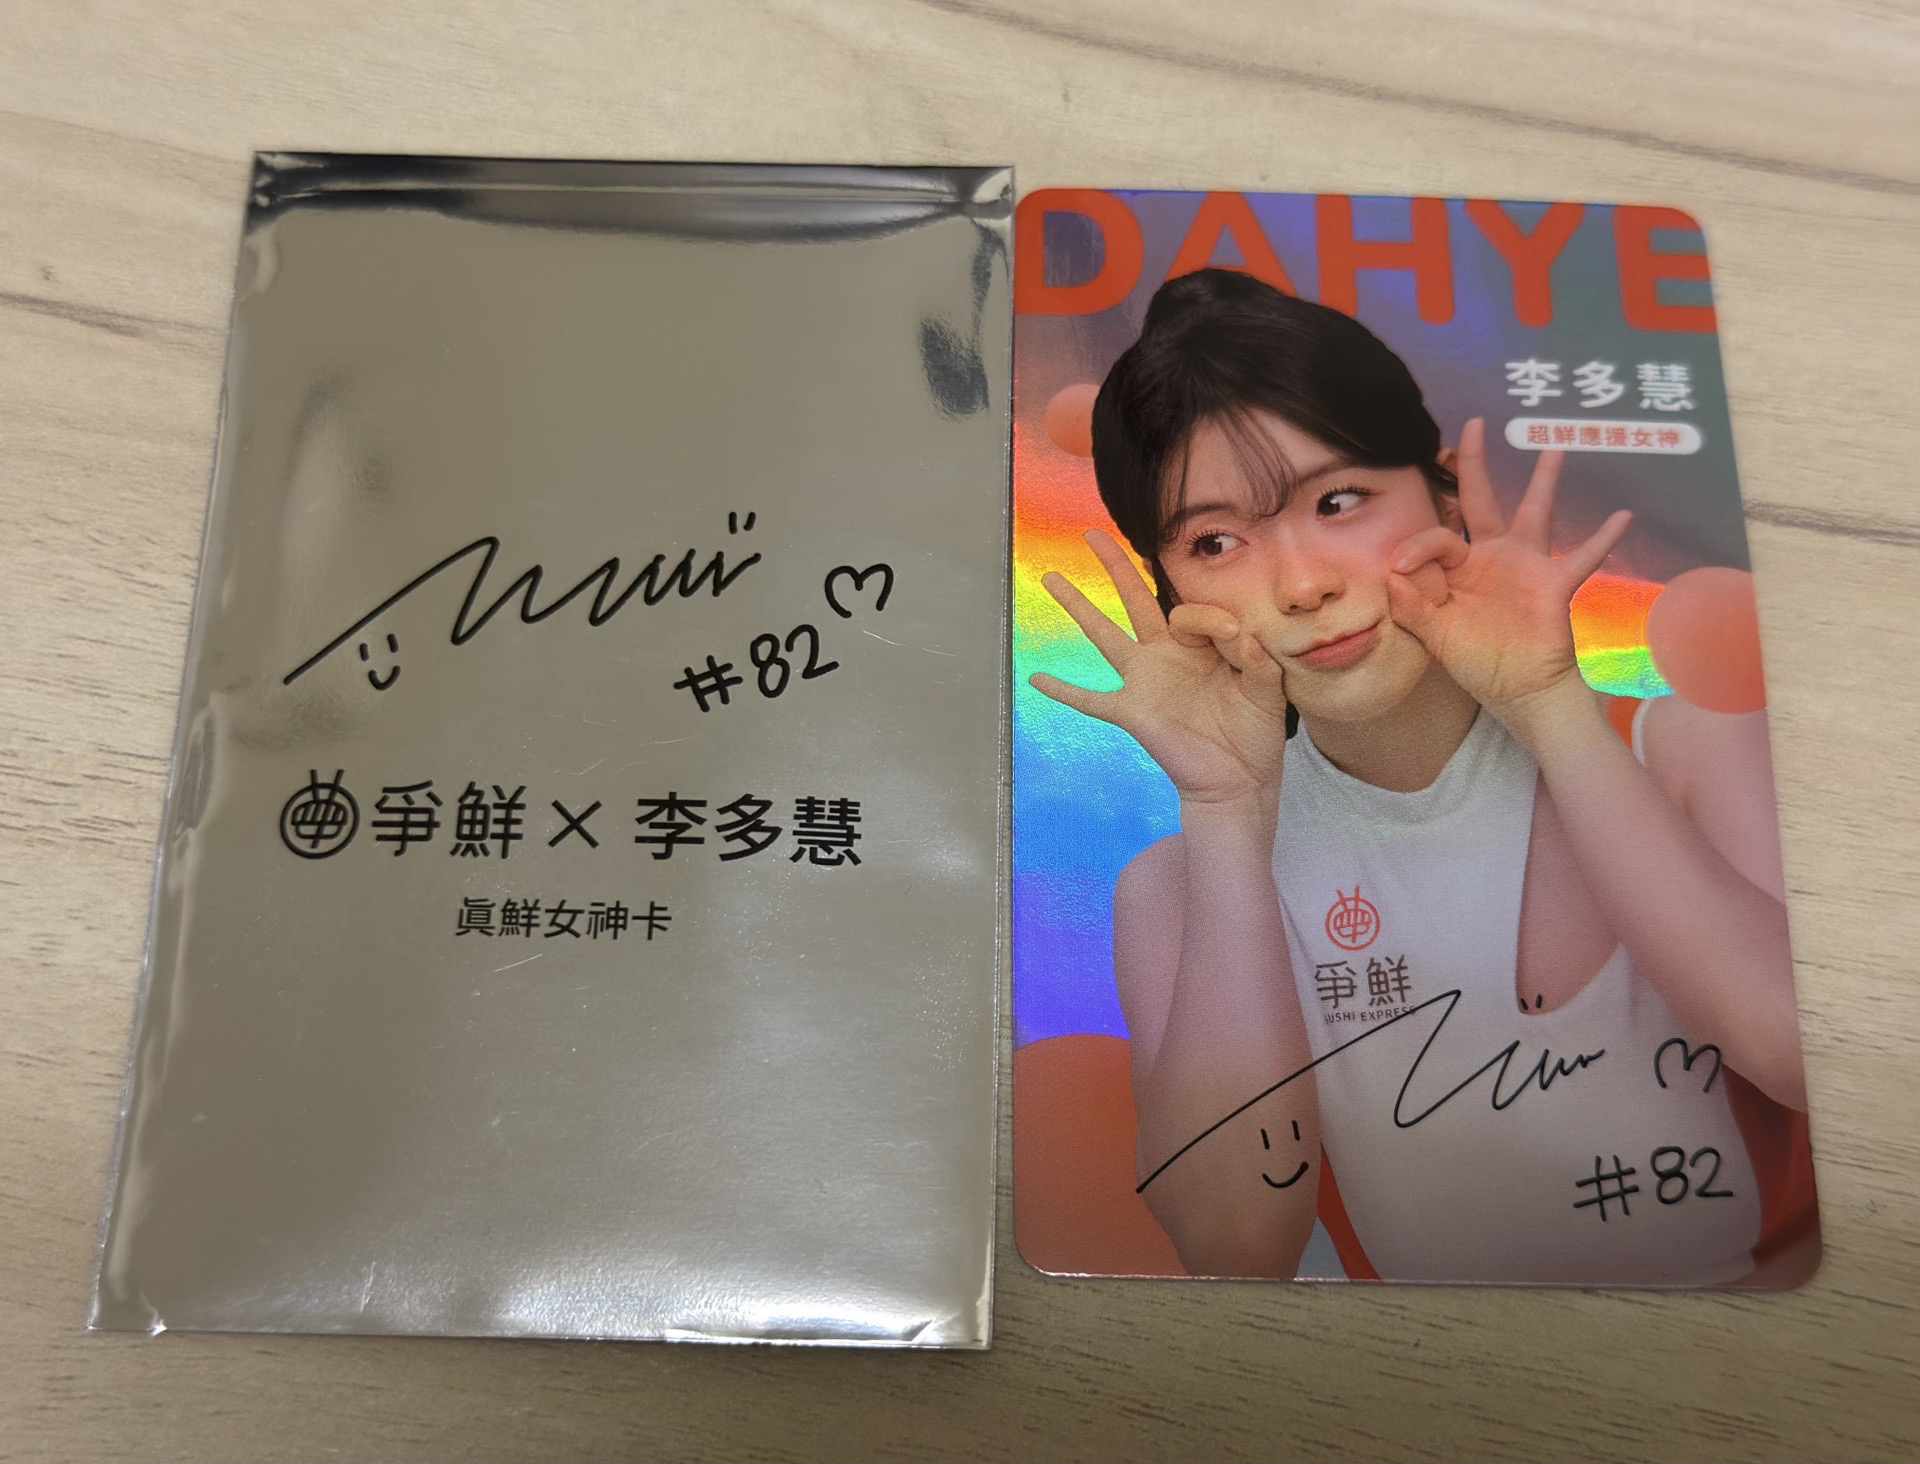 #82
爭鮮 × 李多慧
眞鮮女神卡
DAHYE
李多慧
超鮮應援女神
爭鮮
SUSHI EXPRESS
#82